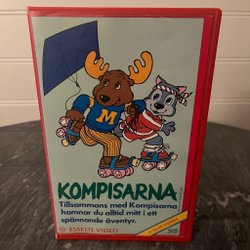 M
KOMPISARNA
Tillsammans med Kompisarna
hamnar du alltid mitt i ett
spännande äventyr.
ESSELTE VIDEO